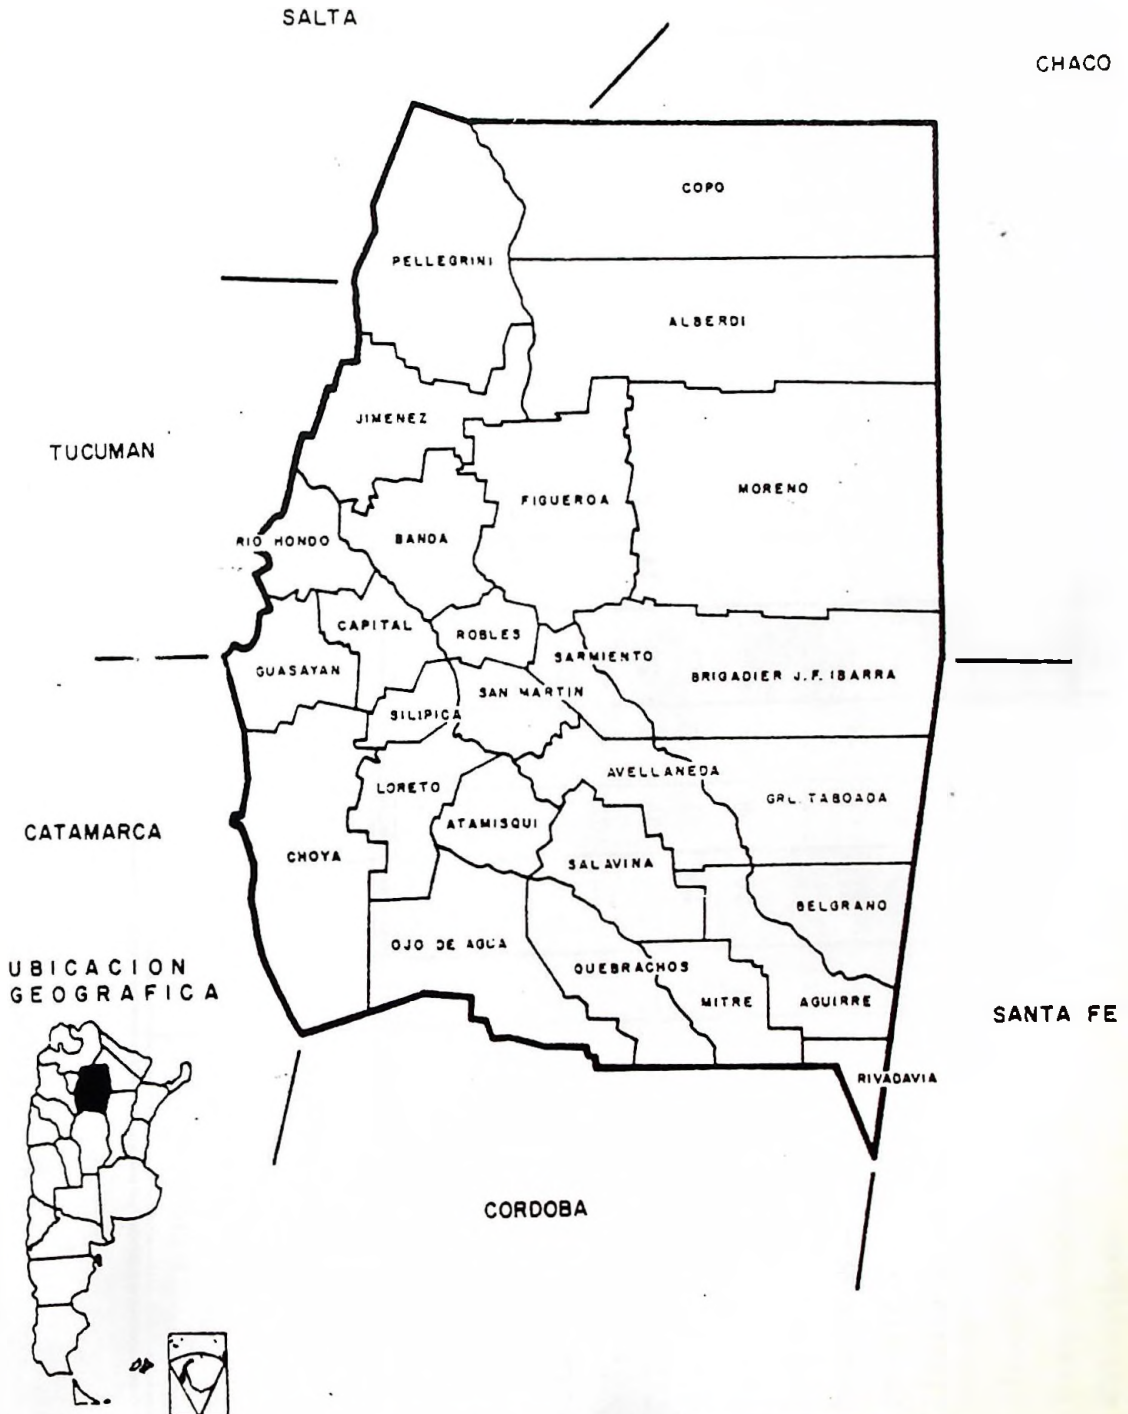 SALTA
CHACO
COPO
PELLEGRINI
ALBERDI
JIMENEZ
TUCUMAN
MORENO
FIGUEROA
RIO HONDO
BANDA
CAPITAL
ROBLES
SARMIENTO
GUASAYAN
BRIGADIER J.F. IBARRA
SAN MARTIN
SILIPICA
AVELLANEDA
LORETO
GRL. TABOADA
ATAMISQUI
CATAMARCA
CHOYA
SALAVINA
BELGRANO
OJO DE AGUA
UBICACION
GEOGRAFICA
QUEBRACHOS
MITRE
AGUIRRE
SANTA FE
RIVADAVIA
CORDOBA